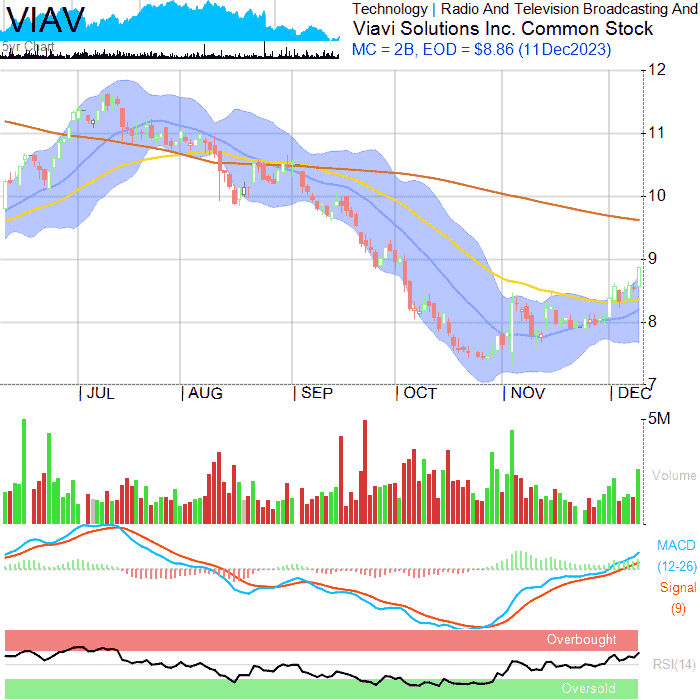 VIAV
5yr Chart
Technology | Radio And Television Broadcasting And
Viavi Solutions Inc. Common Stock
MC = 2B, EOD = $8.86 (11Dec2023)
12
11
10
9
8
7
| JUL | AUG | SEP | OCT | NOV | DEC
5M
Volume
MACD
(12-26)
Signal
(9)
Overbought
RSI(14)
Oversold